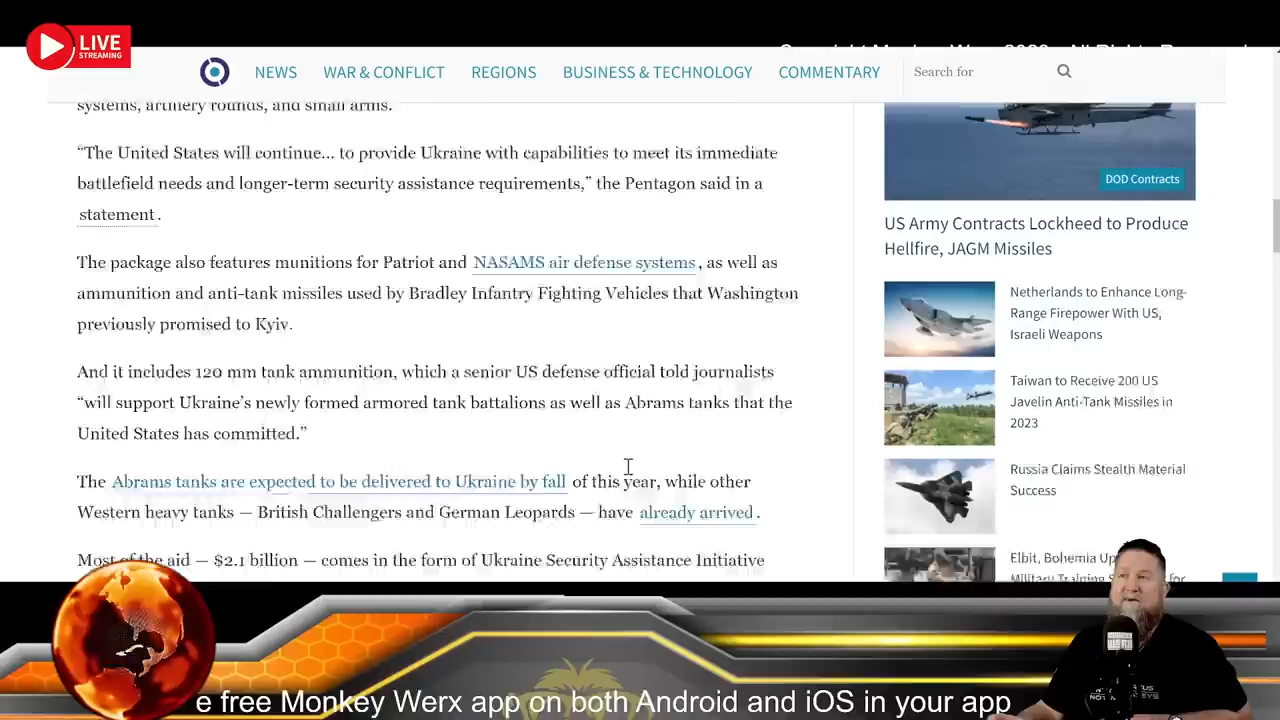 LIVE
STREAMING
NEWS
WAR & CONFLICT
REGIONS
BUSINESS & TECHNOLOGY
COMMENTARY
Search for
systems, artillery rounds, and small arms.
“The United States will continue… to provide Ukraine with capabilities to meet its immediate
battlefield needs and longer-term security assistance requirements,” the Pentagon said in a
statement.
The package also features munitions for Patriot and NASAMS air defense systems, as well as
ammunition and anti-tank missiles used by Bradley Infantry Fighting Vehicles that Washington
previously promised to Kyiv.
And it includes 120 mm tank ammunition, which a senior US defense official told journalists
“will support Ukraine’s newly formed armored tank battalions as well as Abrams tanks that the
United States has committed.”
The Abrams tanks are expected to be delivered to Ukraine by fall of this year, while other
Western heavy tanks — British Challengers and German Leopards — have already arrived.
Most of the aid — $2.1 billion — comes in the form of Ukraine Security Assistance Initiative
DOD Contracts
US Army Contracts Lockheed to Produce
Hellfire, JAGM Missiles
Netherlands to Enhance Long-
Range Firepower With US,
Israeli Weapons
Taiwan to Receive 200 US
Javelin Anti-Tank Missiles in
2023
Russia Claims Stealth Material
Success
Elbit, Bohemia
Military Training
e free Monkey Werx app on both Android and iOS in your app